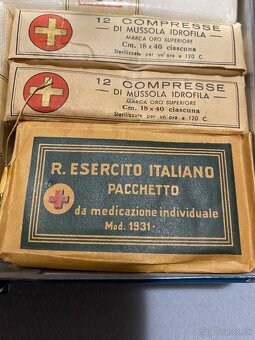 12 COMPRESSE
DI MUSSOLA IDROFILA
MARCA ORO SUPERIORE
Cm. 18 x 40 ciascuna
Sterilizzate per un'ora a 120 C.
12 COMPRESSE
DI MUSSOLA IDROFILA
MARCA ORO SUPERIORE
Cm. 18 x 40 ciascuna
Sterilizzate per un'ora a 120 C.
R. ESERCITO ITALIANO
PACCHETTO
da medicazione individuale
Mod. 1931-